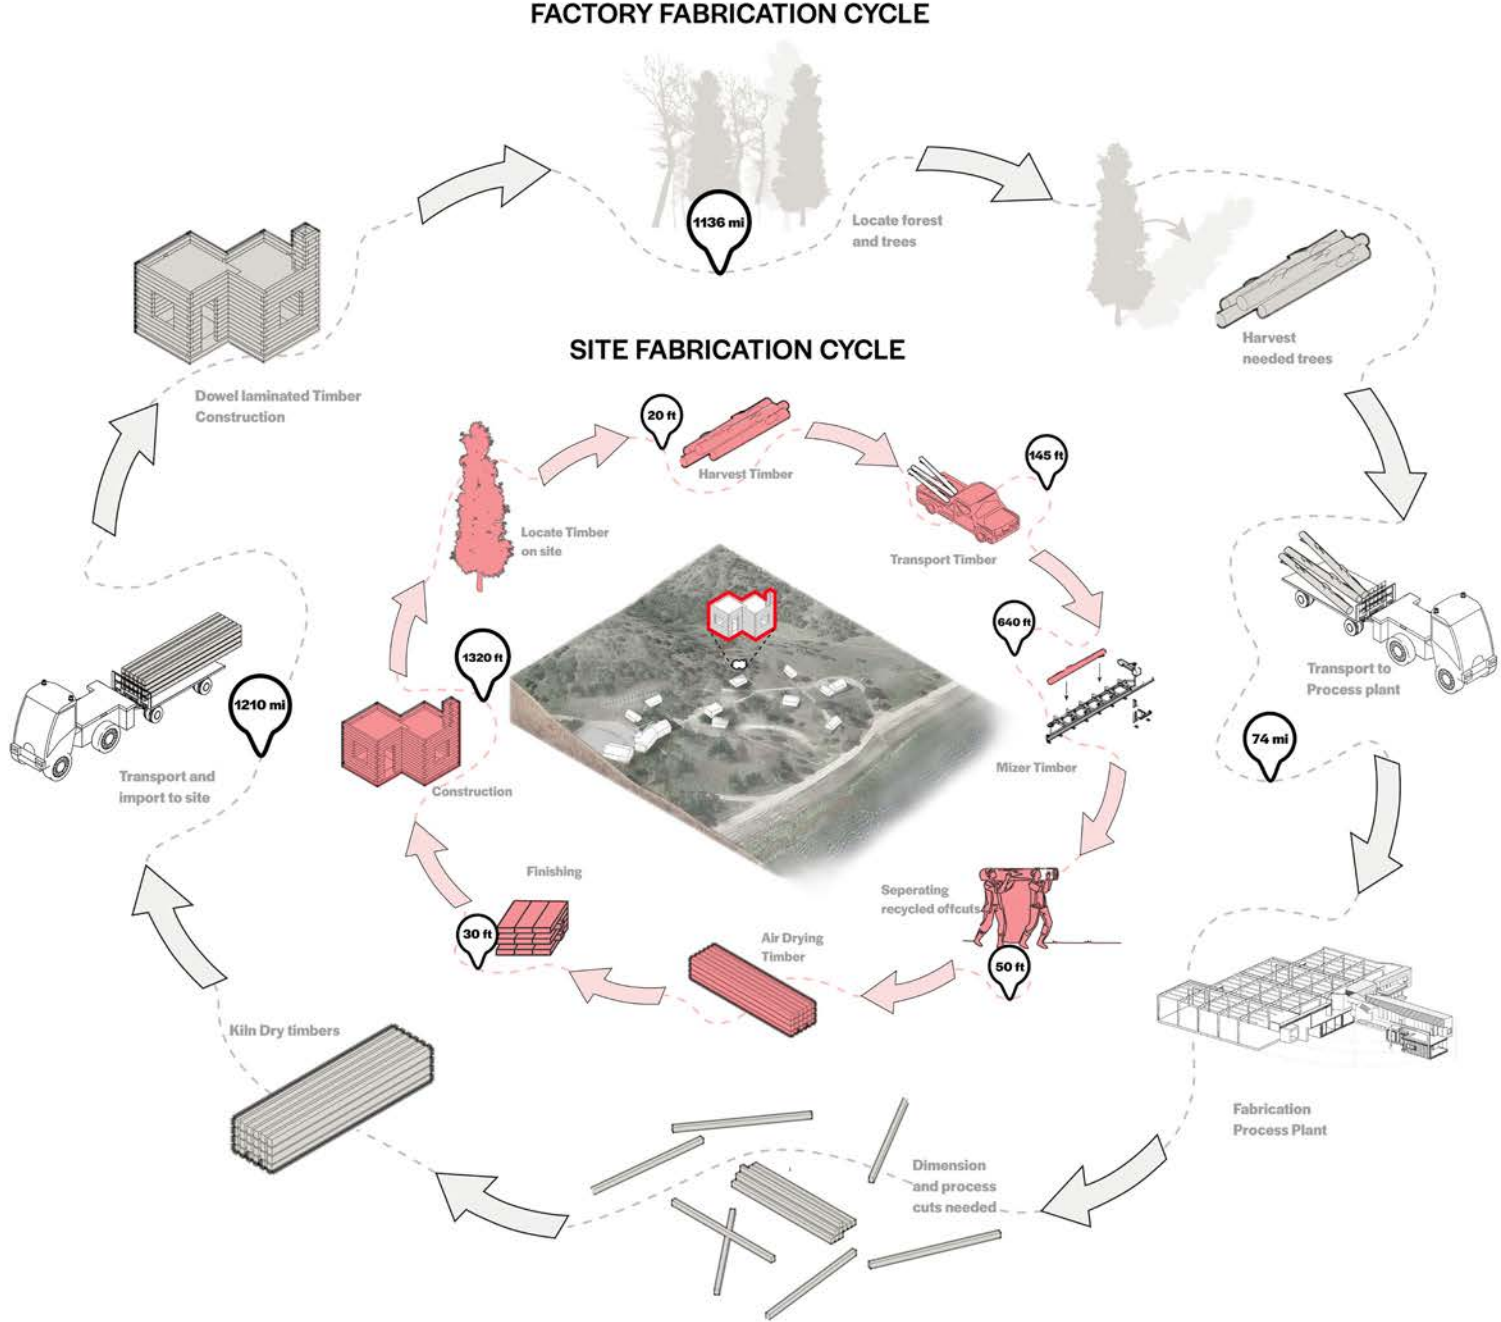 FACTORY FABRICATION CYCLE
1136 mi
Locate forest
and trees
Harvest
needed trees
Transport to
Process plant
74 mi
Fabrication
Process Plant
Dimension
and process
cuts needed
Kiln Dry timbers
Transport and
import to site
1210 mi
Dowel laminated Timber
Construction
SITE FABRICATION CYCLE
Locate Timber
on site
20 ft
Harvest Timber
145 ft
Transport Timber
640 ft
Mizer Timber
Seperating
recycled offcuts
50 ft
Air Drying
Timber
Finishing
30 ft
Construction
1320 ft